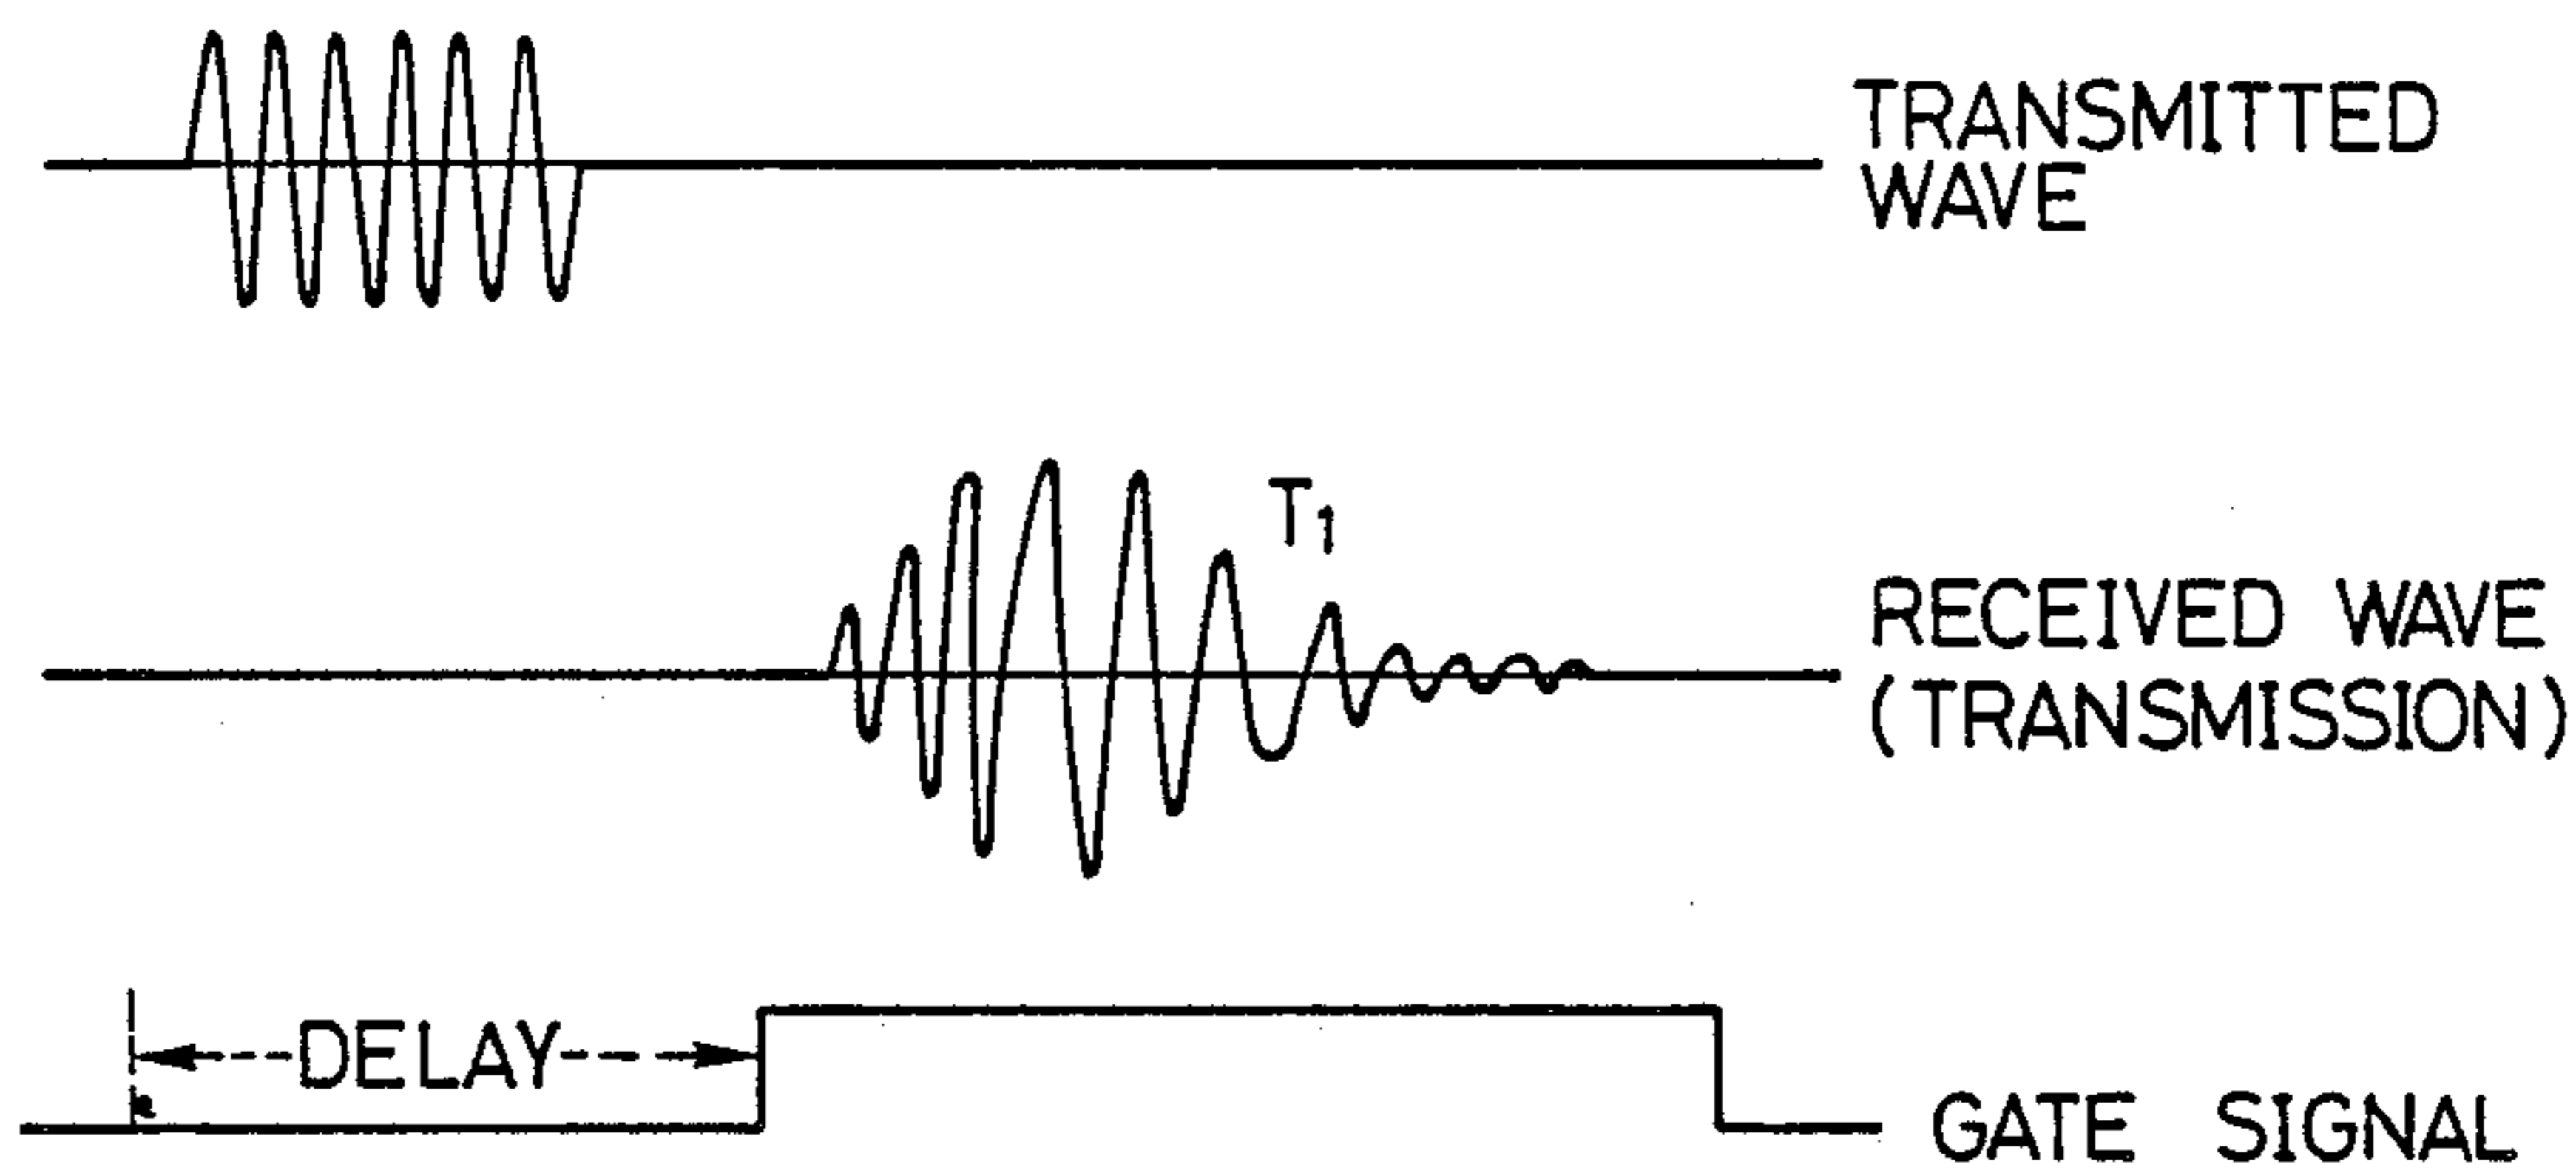 TRANSMITTED
WAVE
T1
RECEIVED WAVE
(TRANSMISSION)
DELAY
GATE SIGNAL